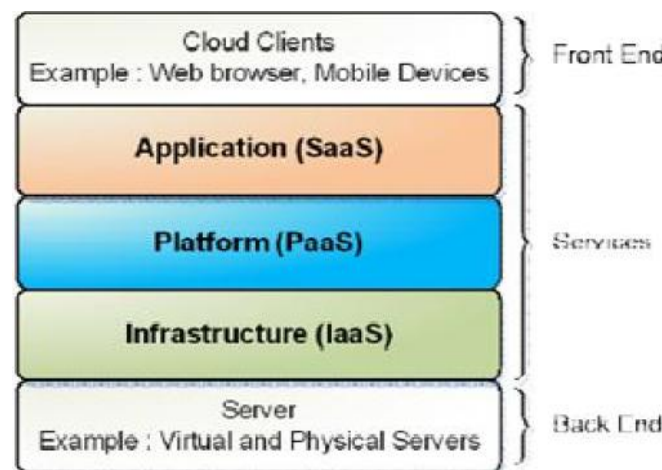 Cloud Clients
Example : Web browser, Mobile Devices
Front End
Application (SaaS)
Platform (PaaS)
Services
Infrastructure (IaaS)
Server
Example : Virtual and Physical Servers
Back End